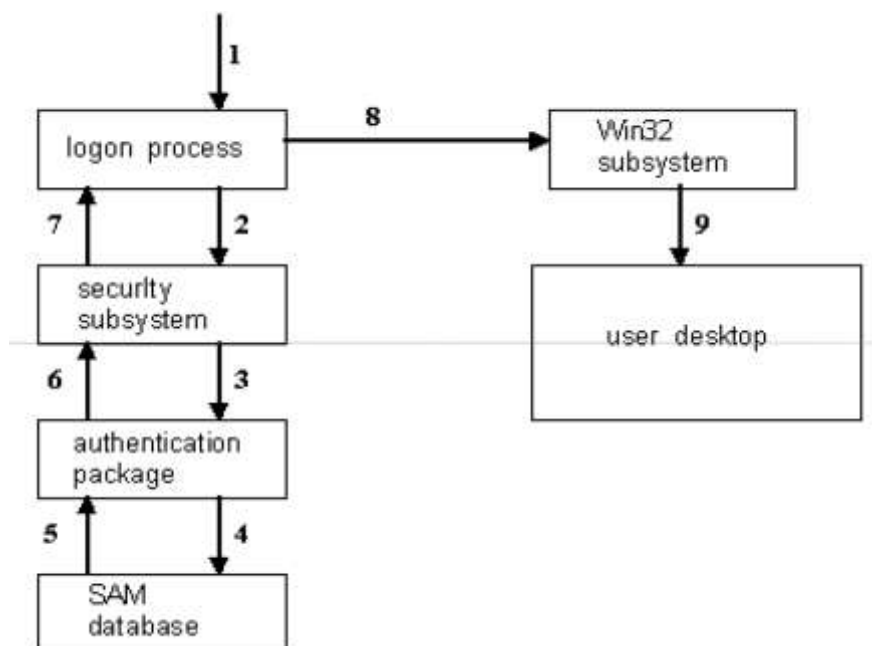 1
logon process
8
Win32
subsystem
7
2
9
security
subsystem
user desktop
6
3
authentication
package
5
4
SAM
database